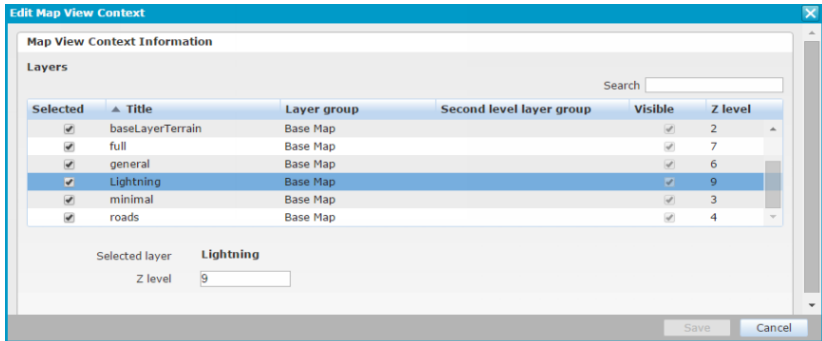 Edit Map View Context
Map View Context Information
Layers
Search
Selected Title Layer group Second level layer group Visible Z level
baseLayerTerrain Base Map 2
full Base Map 7
general Base Map 6
Lightning Base Map 9
minimal Base Map 3
roads Base Map 4
Selected layer Lightning
Z level 9
Save Cancel